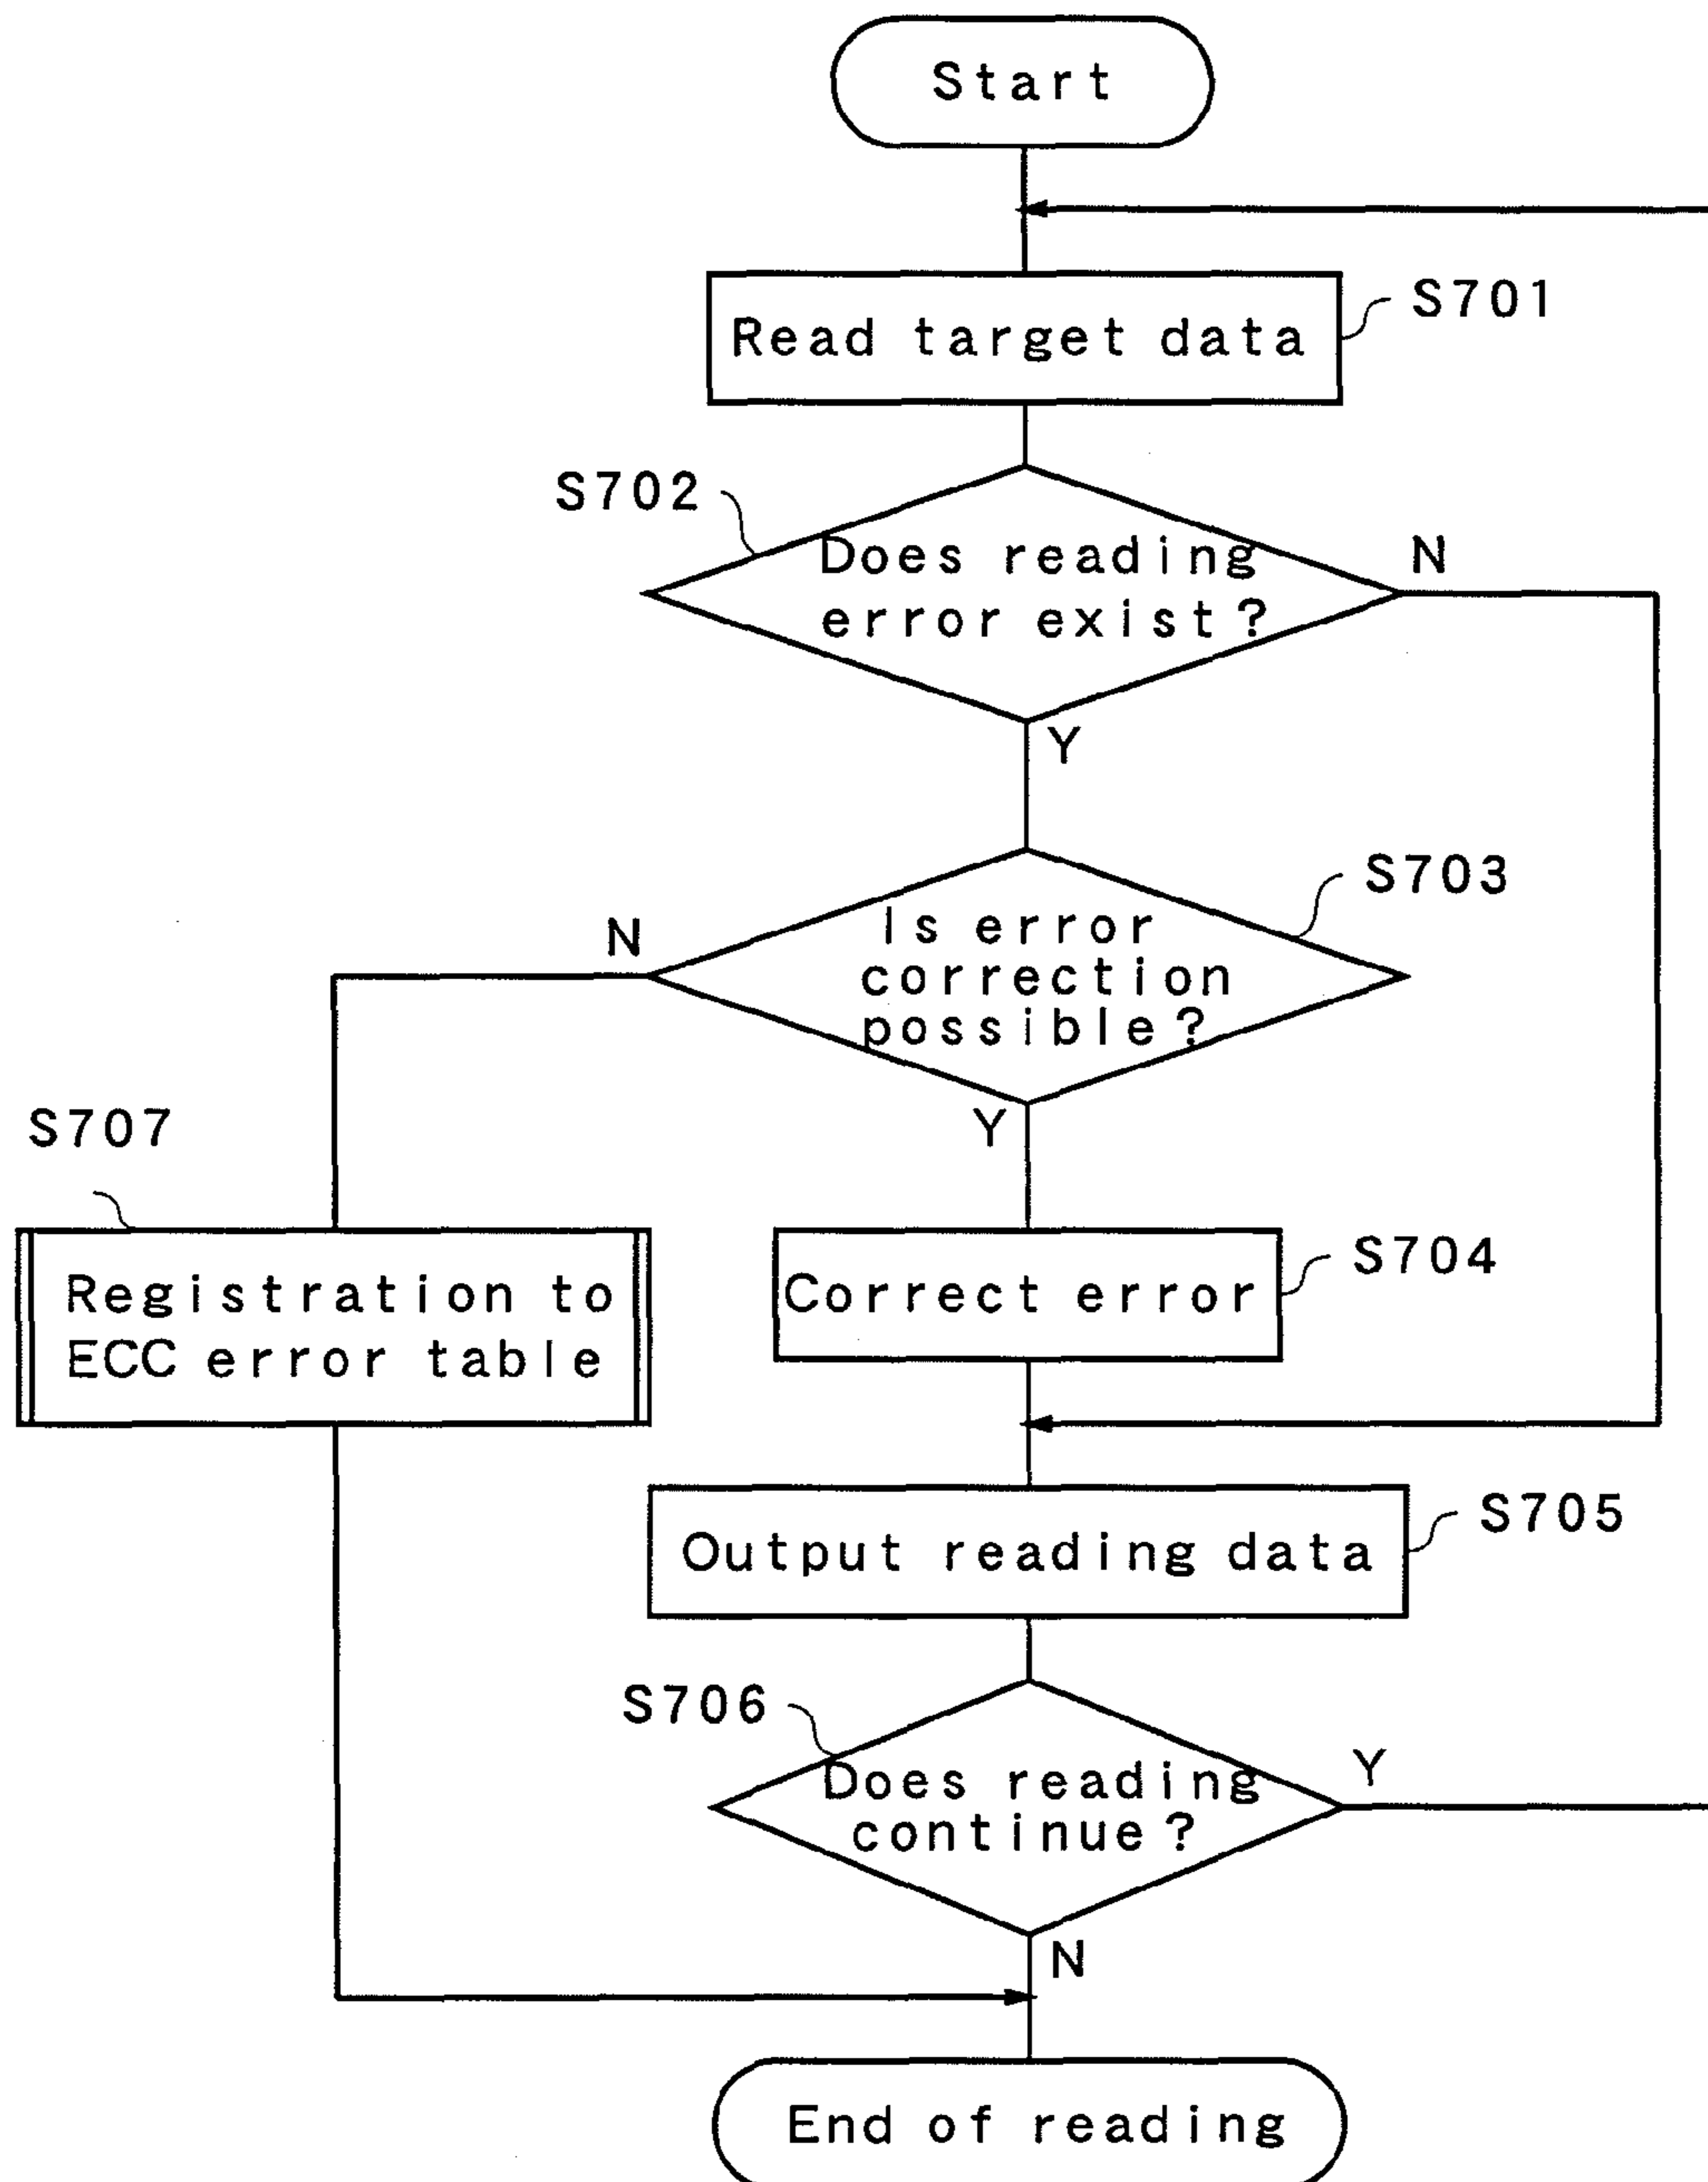 Start
Read target data
S701
S702
Does reading
error exist?
N
Y
S703
Is error
correction
possible?
N
Y
S707
Registration to
ECC error table
Correct error
S704
Output reading data
S705
S706
Does reading
continue?
Y
N
End of reading